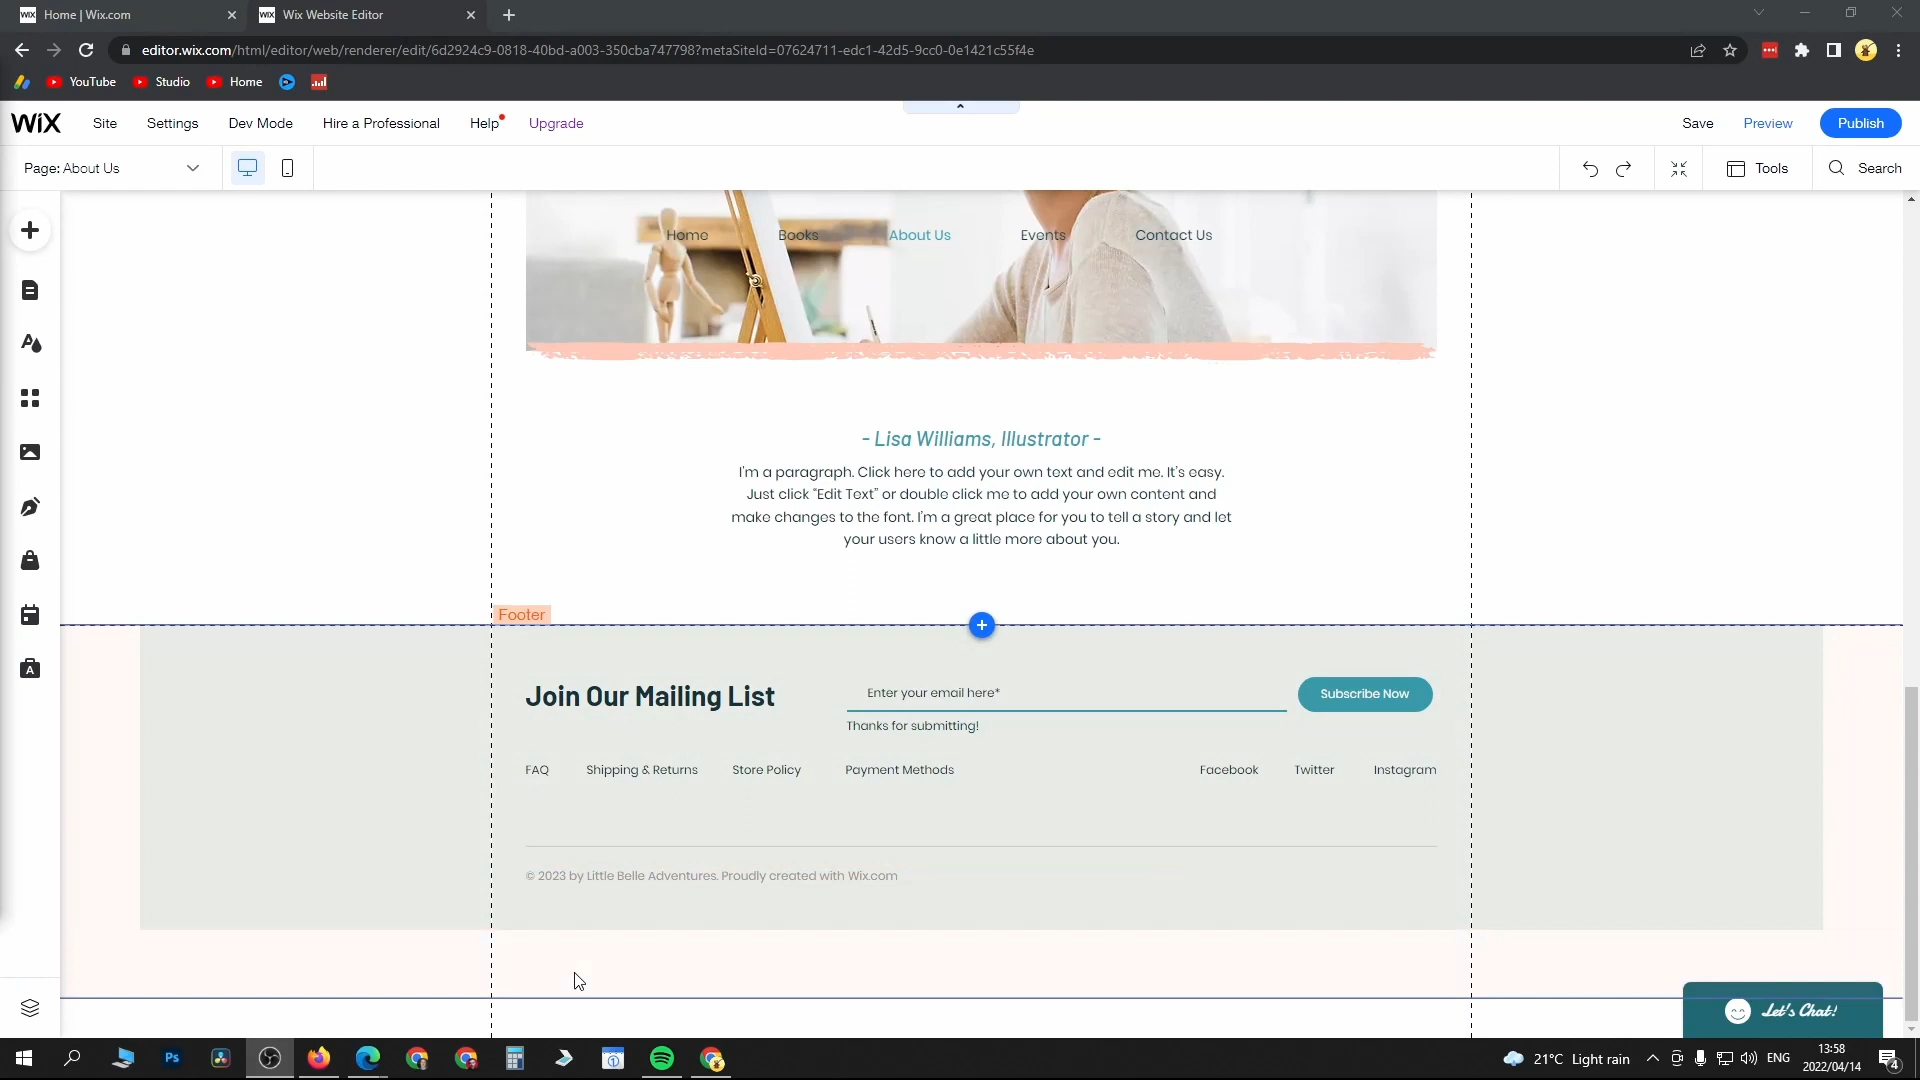 WIX Home | Wix.com
WIX Wix Website Editor
editor.wix.com/html/editor/web/renderer/edit/6d2924c9-0818-40bd-a003-350cba747798?metaSiteId=07624711-edc1-42d5-9cc0-0e1421c55f4e
YouTube Studio Home
WiX Site Settings Dev Mode Hire a Professional Help Upgrade Save Preview Publish
Page: About Us Tools Search
Home Books About Us Events Contact Us
- Lisa Williams, Illustrator -
I'm a paragraph. Click here to add your own text and edit me. It's easy.
Just click “Edit Text” or double click me to add your own content and
make changes to the font. I'm a great place for you to tell a story and let
your users know a little more about you.
Footer
Join Our Mailing List Enter your email here* Subscribe Now
Thanks for submitting!
FAQ Shipping & Returns Store Policy Payment Methods Facebook Twitter Instagram
© 2023 by Little Belle Adventures. Proudly created with Wix.com
Let's Chat!
Ps 21°C Light rain ENG 13:58
2022/04/14 4